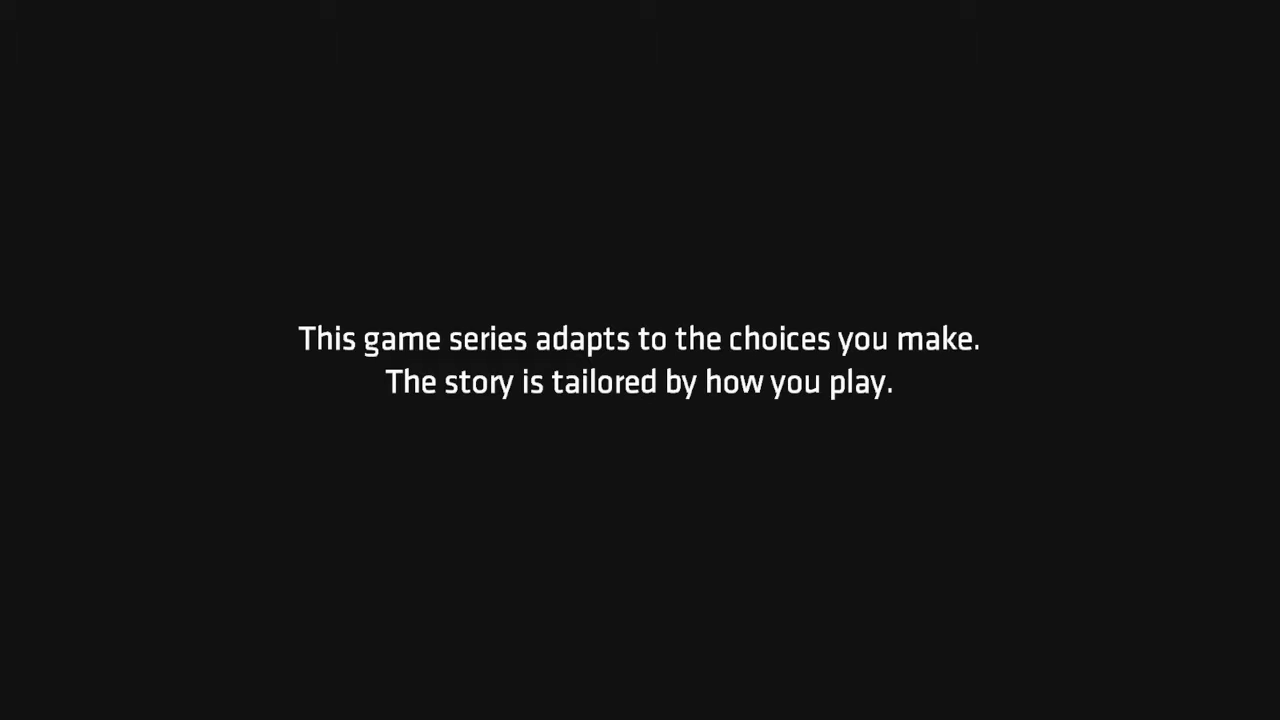 This game series adapts to the choices you make.
The story is tailored by how you play.